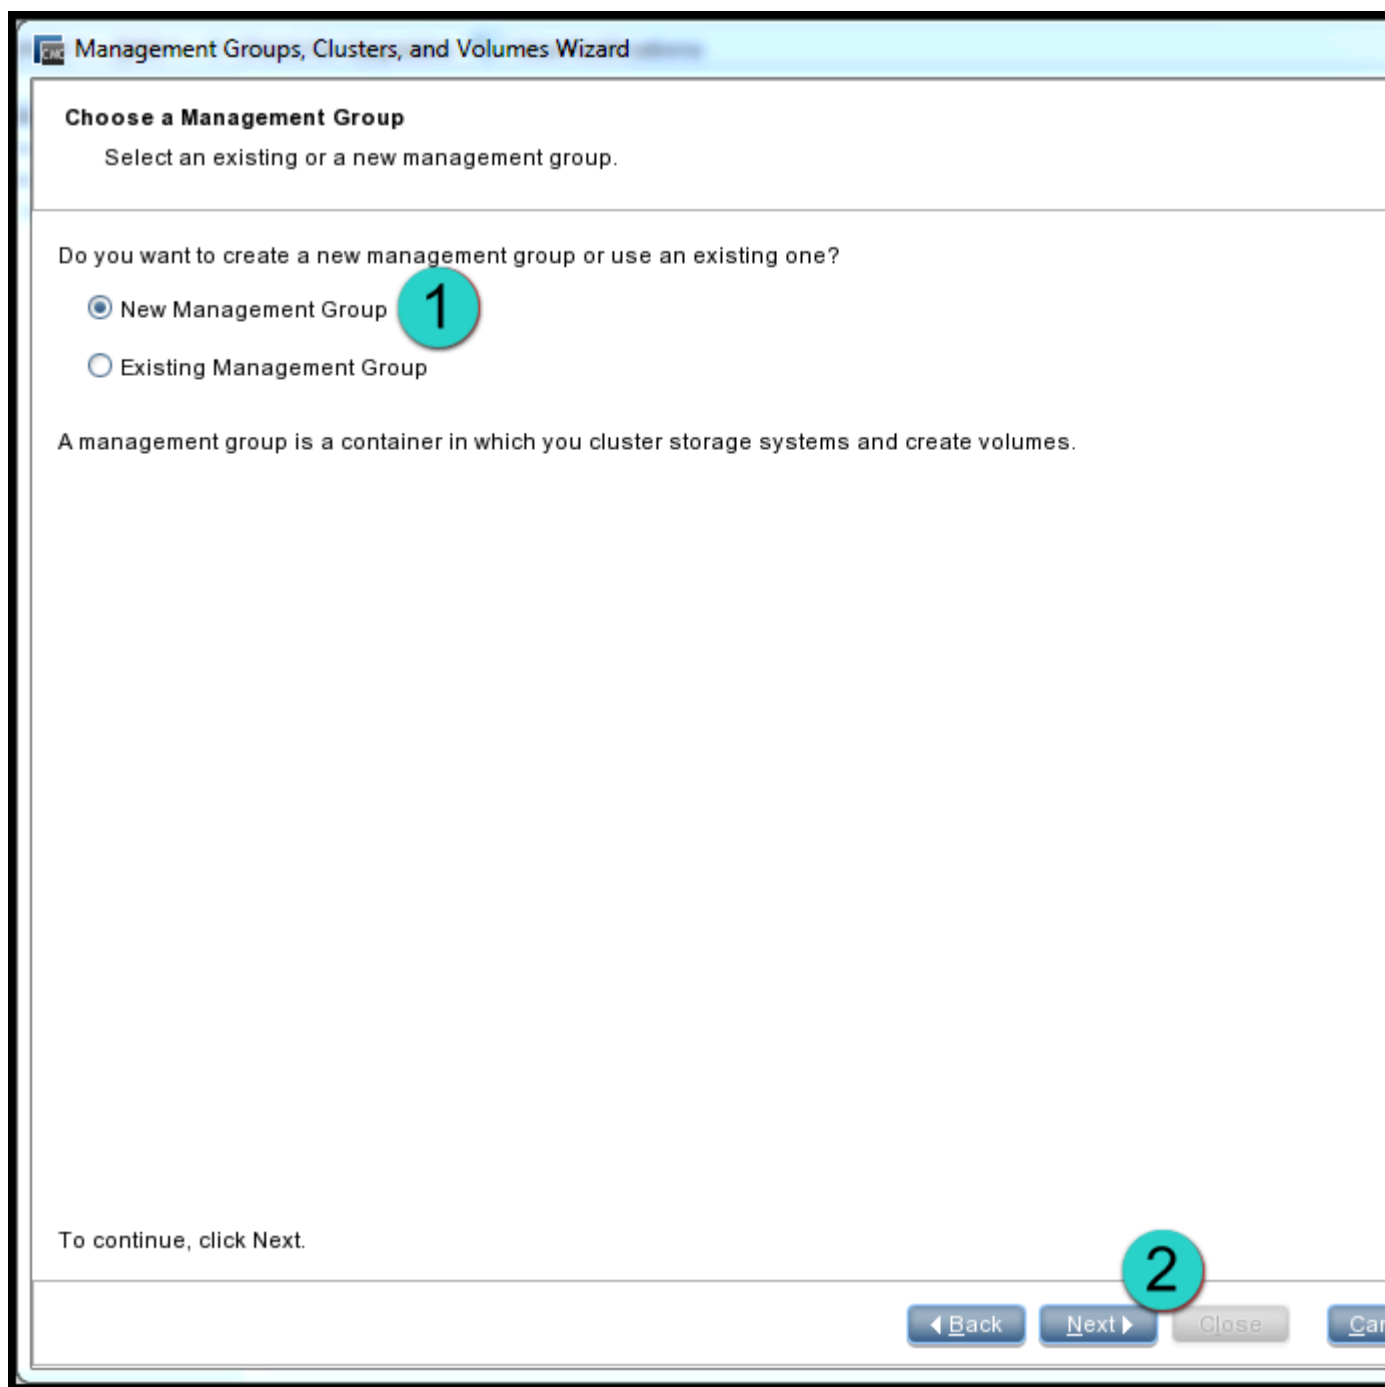 CMC Management Groups, Clusters, and Volumes Wizard
Choose a Management Group
Select an existing or a new management group.
Do you want to create a new management group or use an existing one?
New Management Group 1
Existing Management Group
A management group is a container in which you cluster storage systems and create volumes.
To continue, click Next.
2
Back Next Close Can